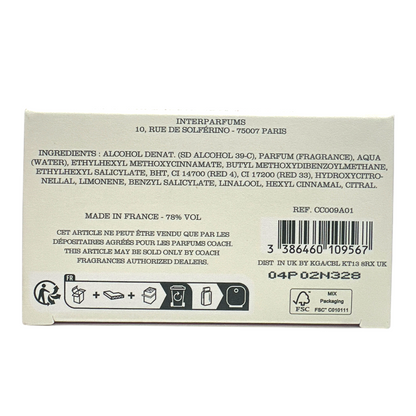 INTERPARFUMS
10, RUE DE SOLFÉRINO - 75007 PARIS
INGREDIENTS : ALCOHOL DENAT. (SD ALCOHOL 39-C), PARFUM (FRAGRANCE), AQUA
(WATER), ETHYLHEXYL METHOXYCINNAMATE, BUTYL METHOXYDIBENZOYLMETHANE,
ETHYLHEXYL SALICYLATE, BHT, CI 14700 (RED 4), CI 17200 (RED 33), HYDROXYCITRO-
NELLAL, LIMONENE, BENZYL SALICYLATE, LINALOOL, HEXYL CINNAMAL, CITRAL.
MADE IN FRANCE - 78% VOL
CET ARTICLE NE PEUT ÊTRE VENDU QUE PAR LES
DÉPOSITAIRES AGRÉÉS POUR LES PARFUMS COACH.
THIS ARTICLE MAY BE SOLD ONLY BY COACH
FRAGRANCES AUTHORIZED DEALERS.
REF. CC009A01
3 386460 109567
DIST IN UK BY KGA/CBL KT13 8RX UK
04P 02N328
FR
+ +
FSC
MIX
Packaging
FSC® C010111